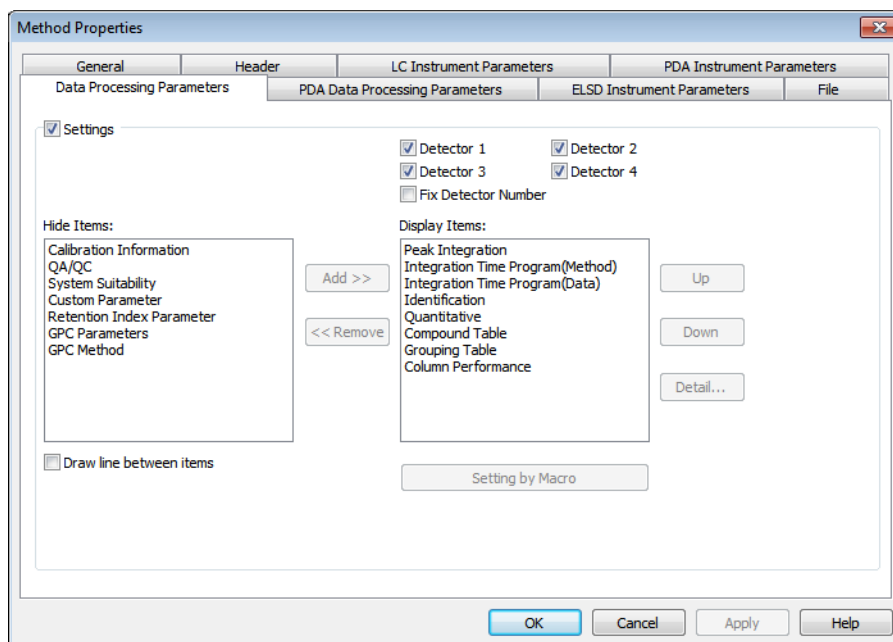 Method Properties
General Header LC Instrument Parameters PDA Instrument Parameters
Data Processing Parameters PDA Data Processing Parameters ELSD Instrument Parameters File
Settings
Detector 1 Detector 2
Detector 3 Detector 4
Fix Detector Number
Hide Items:
Calibration Information
QA/QC
System Suitability
Custom Parameter
Retention Index Parameter
GPC Parameters
GPC Method
Add >>
<< Remove
Display Items:
Peak Integration
Integration Time Program(Method)
Integration Time Program(Data)
Identification
Quantitative
Compound Table
Grouping Table
Column Performance
Up
Down
Detail...
Draw line between items
Setting by Macro
OK Cancel Apply Help